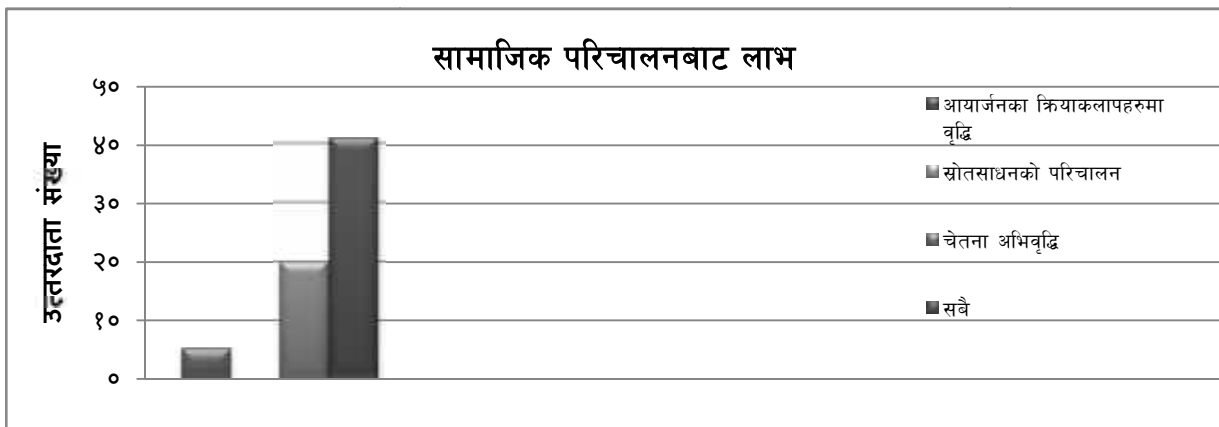 सामाजिक परिचालनबाट लाभ
उत्तरदाता संख्या
५०
४०
३०
२०
१०
०
आयार्जनका क्रियाकलापहरुमा
वृद्धि
स्रोतसाधनको परिचालन
चेतना अभिवृद्धि
सबै